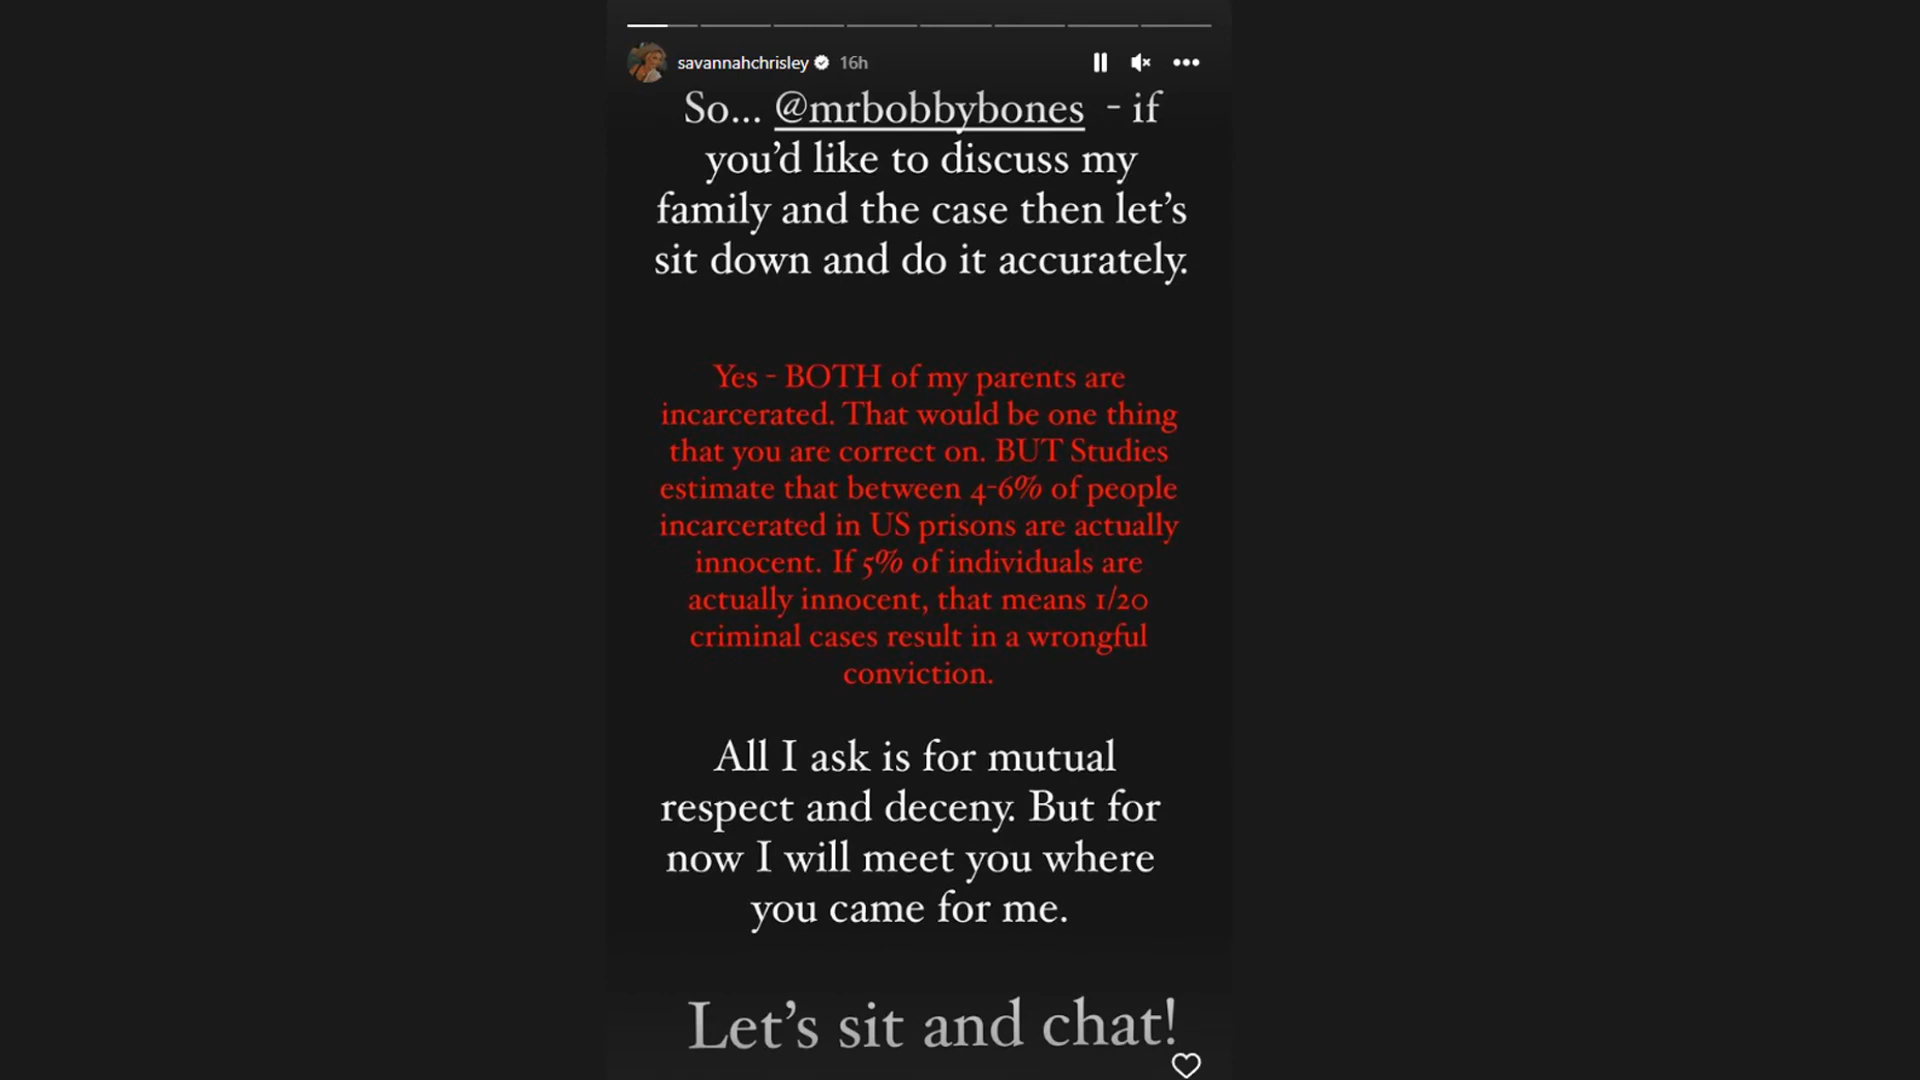 savannahchrisley 16h
So... @mrbobbybones - if
you'd like to discuss my
family and the case then let's
sit down and do it accurately.
Yes - BOTH of my parents are
incarcerated. That would be one thing
that you are correct on. BUT Studies
estimate that between 4-6% of people
incarcerated in US prisons are actually
innocent. If 5% of individuals are
actually innocent, that means 1/20
criminal cases result in a wrongful
conviction.
All I ask is for mutual
respect and deceny. But for
now I will meet you where
you came for me.
Let's sit and chat!